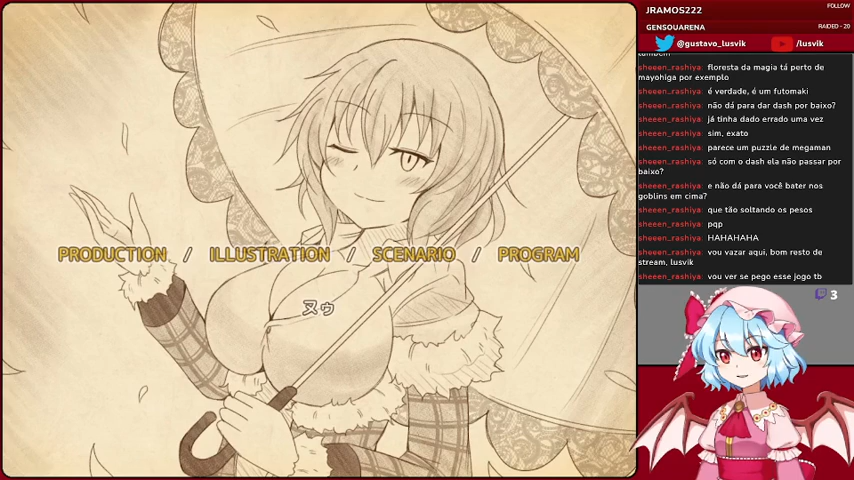 PRODUCTION / ILLUSTRATION / SCENARIO / PROGRAM
ヌゥ
JRAMOS222
FOLLOW
GENSOUARENA
RAIDED - 20
@gustavo_lusvik
/lusvik
também
sheeen_rashiya: floresta da magia tá perto de
mayohiga por exemplo
sheeen_rashiya: é verdade, é um futomaki
sheeen_rashiya: não dá para dar dash por baixo?
sheeen_rashiya: já tinha dado errado uma vez
sheeen_rashiya: sim, exato
sheeen_rashiya: parece um puzzle de megaman
sheeen_rashiya: só com o dash ela não passar por
baixo?
sheeen_rashiya: e não dá para você bater nos
goblins em cima?
sheeen_rashiya: que tão soltando os pesos
sheeen_rashiya: pqp
sheeen_rashiya: HAHAHAHA
sheeen_rashiya: vou vazar aqui, bom resto de
stream, lusvik
sheeen_rashiya: vou ver se pego esse jogo tb
3